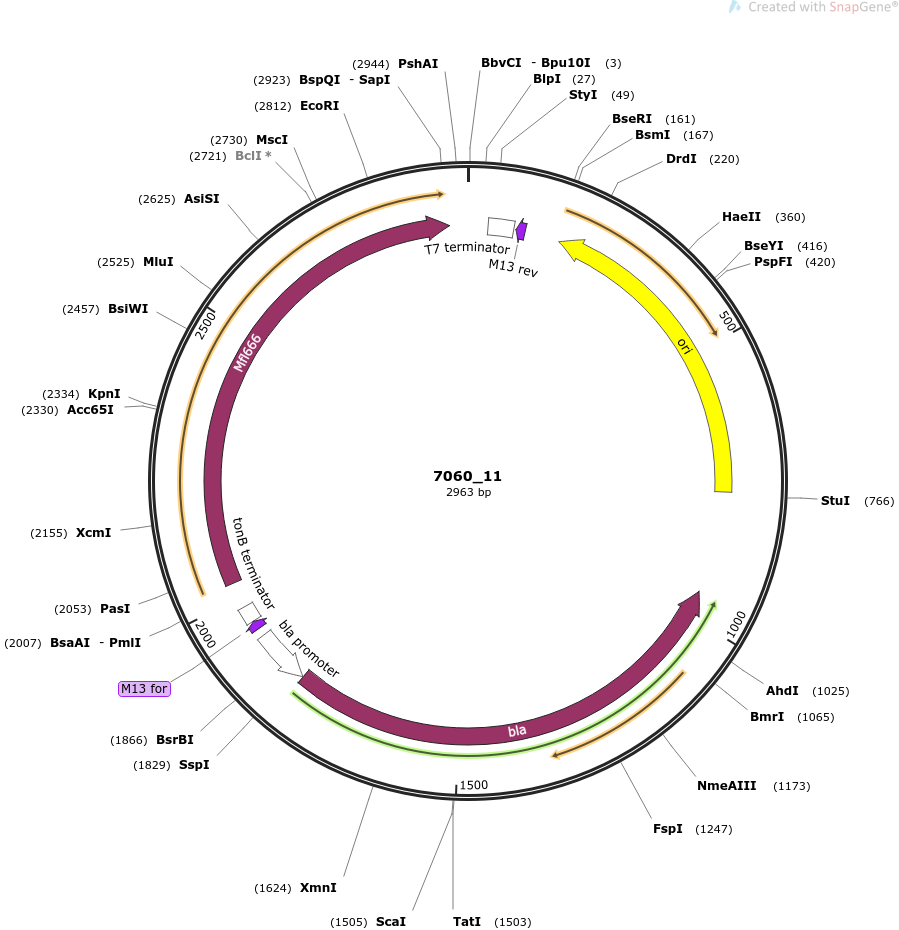 Created with SnapGene®
(2944) PshAI
BbvCI - Bpu10I (3)
(2923) BspQI - SapI
BlpI (27)
(2812) EcoRI
StyI (49)
BseRI (161)
(2730) MscI
BsmI (167)
(2721) BclI *
DrdI (220)
(2625) AsiSI
HaeII (360)
BseYI (416)
(2525) MluI
PspFI (420)
(2457) BsiWI
(2334) KpnI
(2330) Acc65I
StuI (766)
(2155) XcmI
(2053) PasI
(2007) BsaAI - PmlI
M13 for
AhdI (1025)
BmrI (1065)
(1866) BsrBI
(1829) SspI
NmeAIII (1173)
FspI (1247)
(1624) XmnI
(1505) ScaI
TatI (1503)
T7 terminator
M13 rev
500
ori
1000
bla
1500
bla promoter
tonB terminator
2000
Mfl666
2500
7060_11
2963 bp